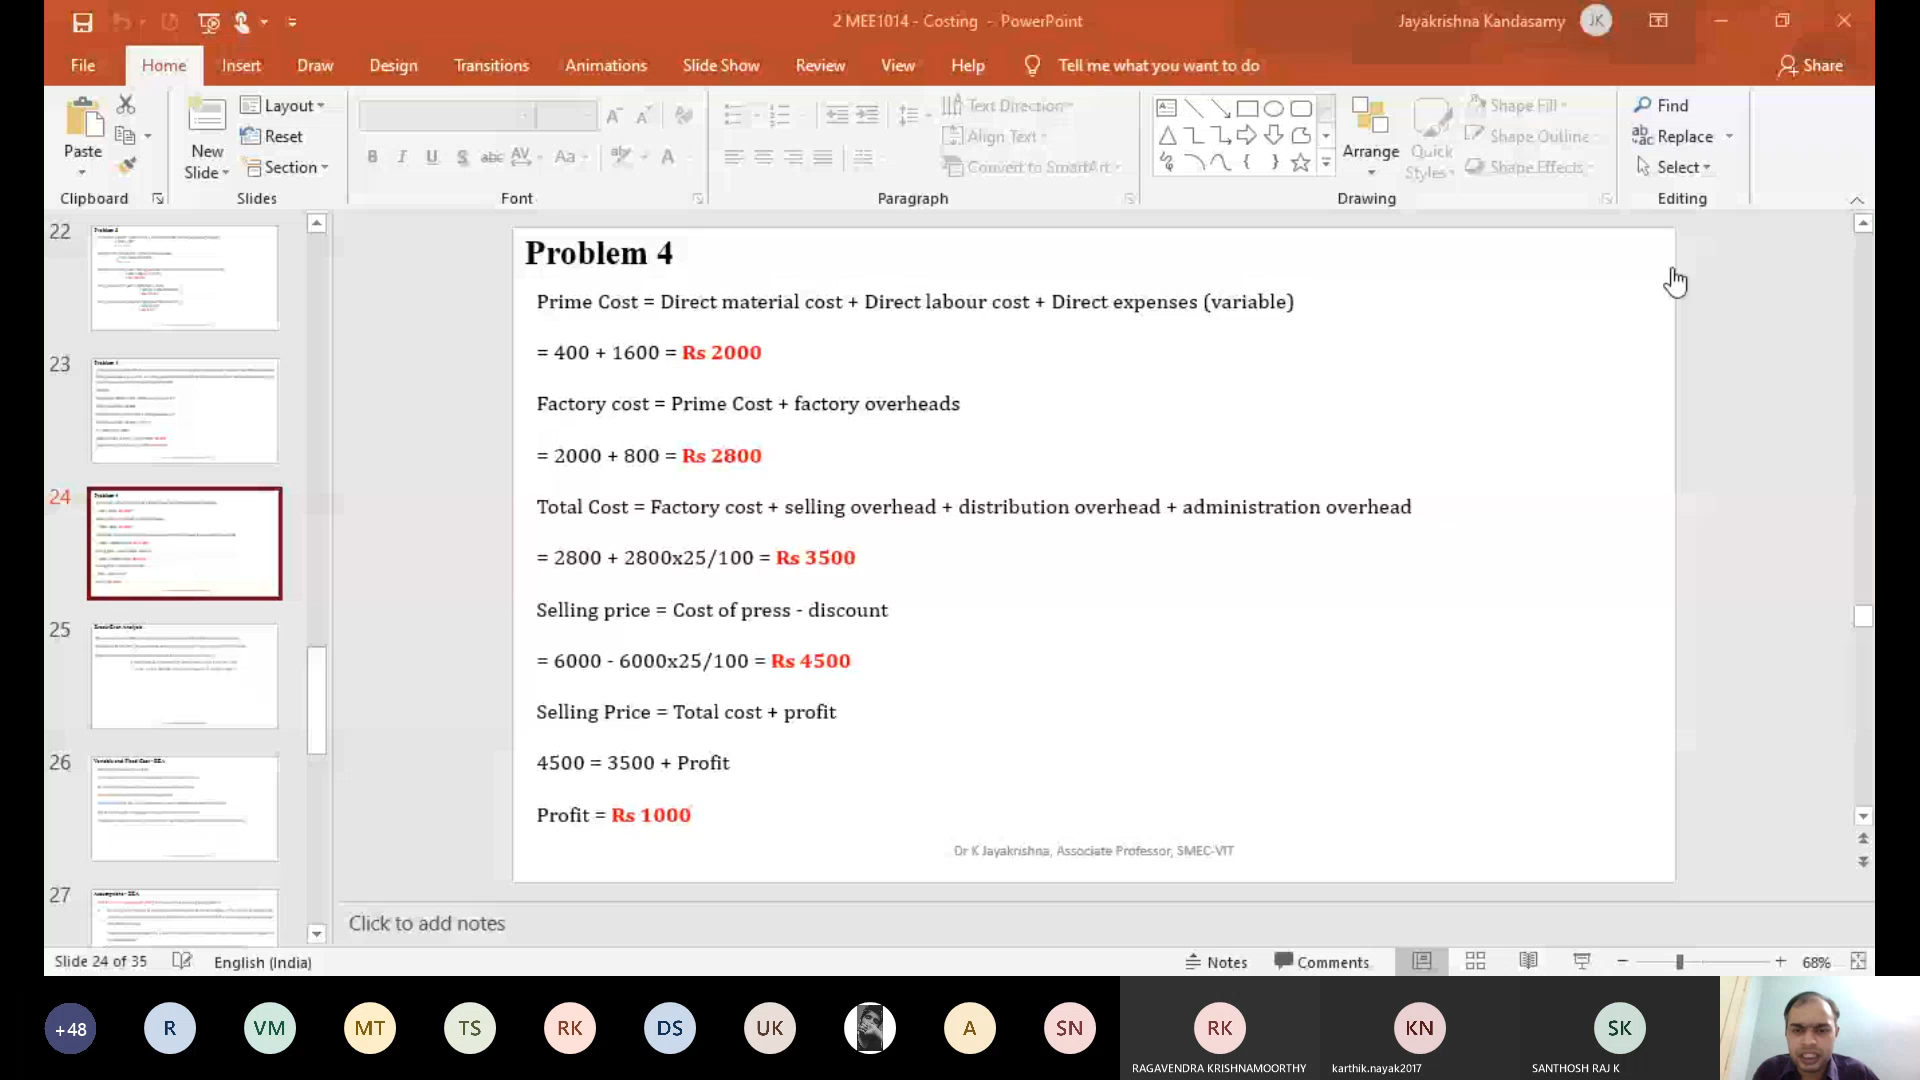 2 MEE1014 - Costing - PowerPoint
Jayakrishna Kandasamy
JK
File
Home
Insert
Draw
Design
Transitions
Animations
Slide Show
Review
View
Help
Tell me what you want to do
Share
Paste
New Slide
Layout
Reset
Section
Text Direction
Align Text
Convert to SmartArt
Arrange
Quick Styles
Shape Fill
Shape Outline
Shape Effects
Find
Replace
Select
Clipboard
Slides
Font
Paragraph
Drawing
Editing
22
23
24
25
26
27
Problem 4
Prime Cost = Direct material cost + Direct labour cost + Direct expenses (variable)
= 400 + 1600 = Rs 2000
Factory cost = Prime Cost + factory overheads
= 2000 + 800 = Rs 2800
Total Cost = Factory cost + selling overhead + distribution overhead + administration overhead
= 2800 + 2800x25/100 = Rs 3500
Selling price = Cost of press - discount
= 6000 - 6000x25/100 = Rs 4500
Selling Price = Total cost + profit
4500 = 3500 + Profit
Profit = Rs 1000
Dr K Jayakrishna, Associate Professor, SMEC-VIT
Click to add notes
Slide 24 of 35
English (India)
Notes
Comments
68%
+48
R
VM
MT
TS
RK
DS
UK
A
SN
RK
KN
SK
RAGAVENDRA KRISHNAMOORTHY
karthik.nayak2017
SANTHOSH RAJ K